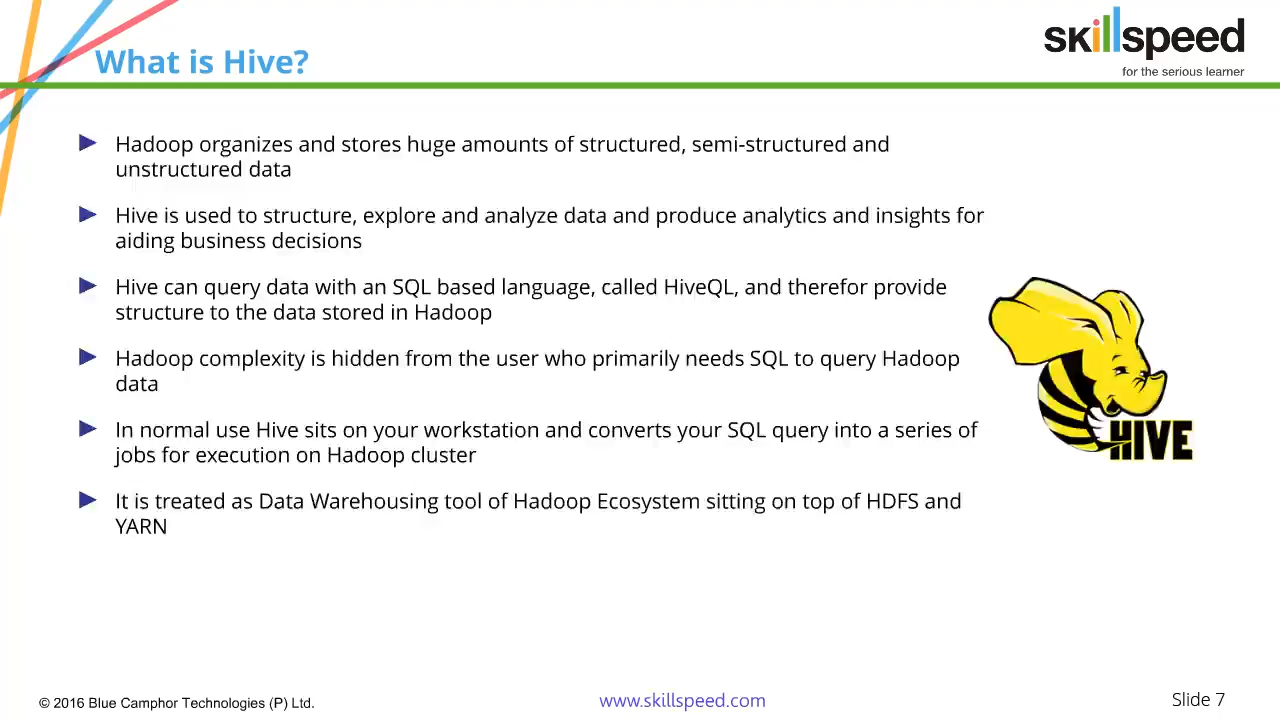 What is Hive?
skillspeed
for the serious learner
Hadoop organizes and stores huge amounts of structured, semi-structured and
unstructured data
Hive is used to structure, explore and analyze data and produce analytics and insights for
aiding business decisions
Hive can query data with an SQL based language, called HiveQL, and therefor provide
structure to the data stored in Hadoop
Hadoop complexity is hidden from the user who primarily needs SQL to query Hadoop
data
In normal use Hive sits on your workstation and converts your SQL query into a series of
jobs for execution on Hadoop cluster
It is treated as Data Warehousing tool of Hadoop Ecosystem sitting on top of HDFS and
YARN
HIVE
© 2016 Blue Camphor Technologies (P) Ltd.
www.skillspeed.com
Slide 7